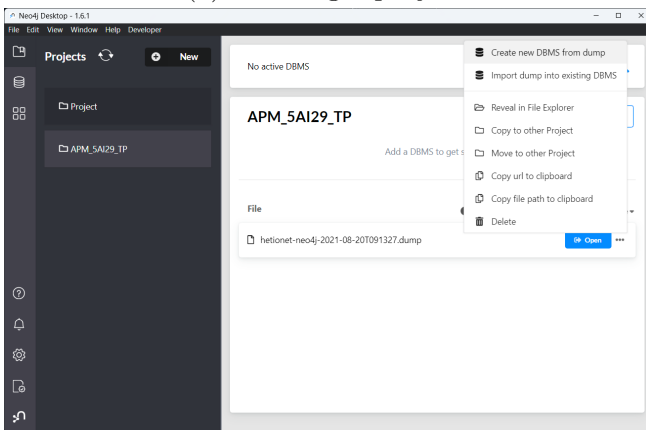 Neo4j Desktop - 1.6.1
File Edit View Window Help Developer
Projects
New
Project
APM_5AI29_TP
No active DBMS
APM_5AI29_TP
Add a DBMS to get s
File
hetionet-neo4j-2021-08-20T091327.dump
Open
Create new DBMS from dump
Import dump into existing DBMS
Reveal in File Explorer
Copy to other Project
Move to other Project
Copy url to clipboard
Copy file path to clipboard
Delete